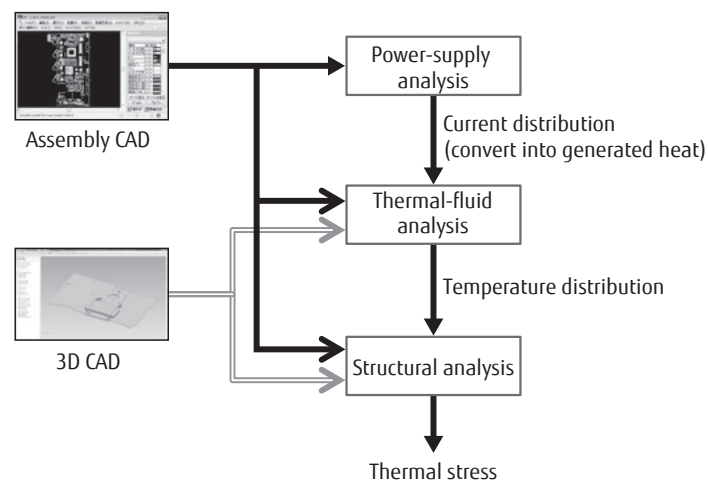 Assembly CAD
3D CAD
Power-supply
analysis
Current distribution
(convert into generated heat)
Thermal-fluid
analysis
Temperature distribution
Structural analysis
Thermal stress